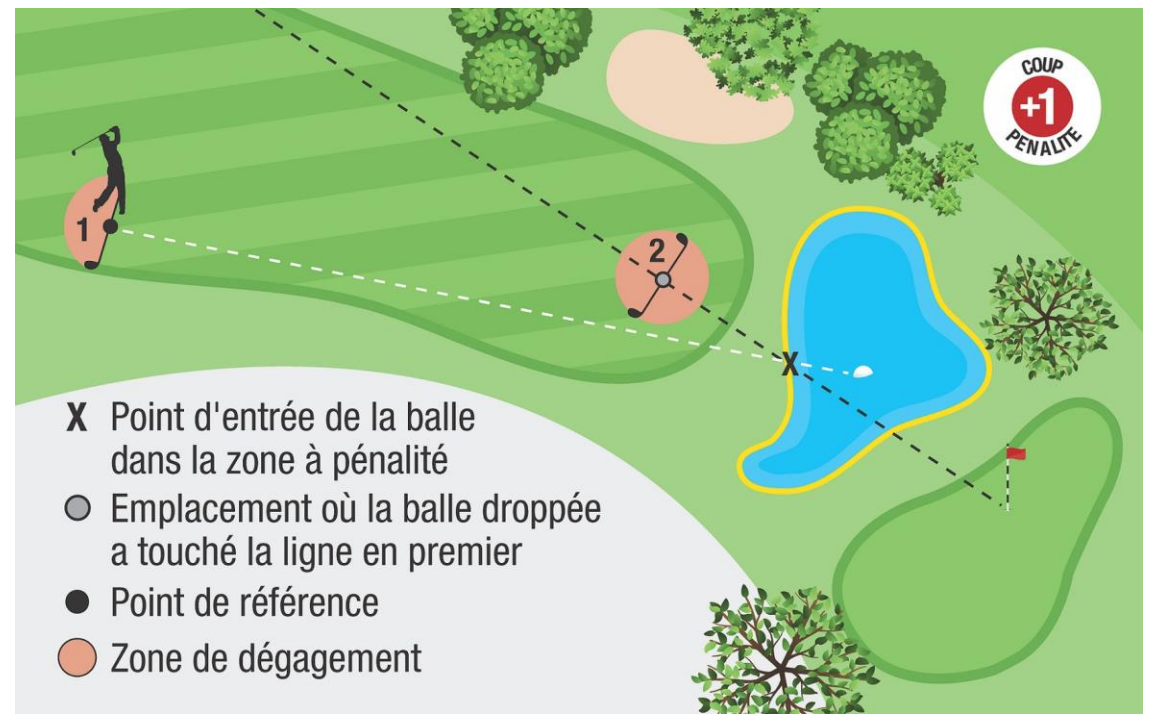 COUP
+1
PENALITE
1
2
X
X Point d'entrée de la balle
dans la zone à pénalité
Emplacement où la balle droppée
a touché la ligne en premier
Point de référence
Zone de dégagement